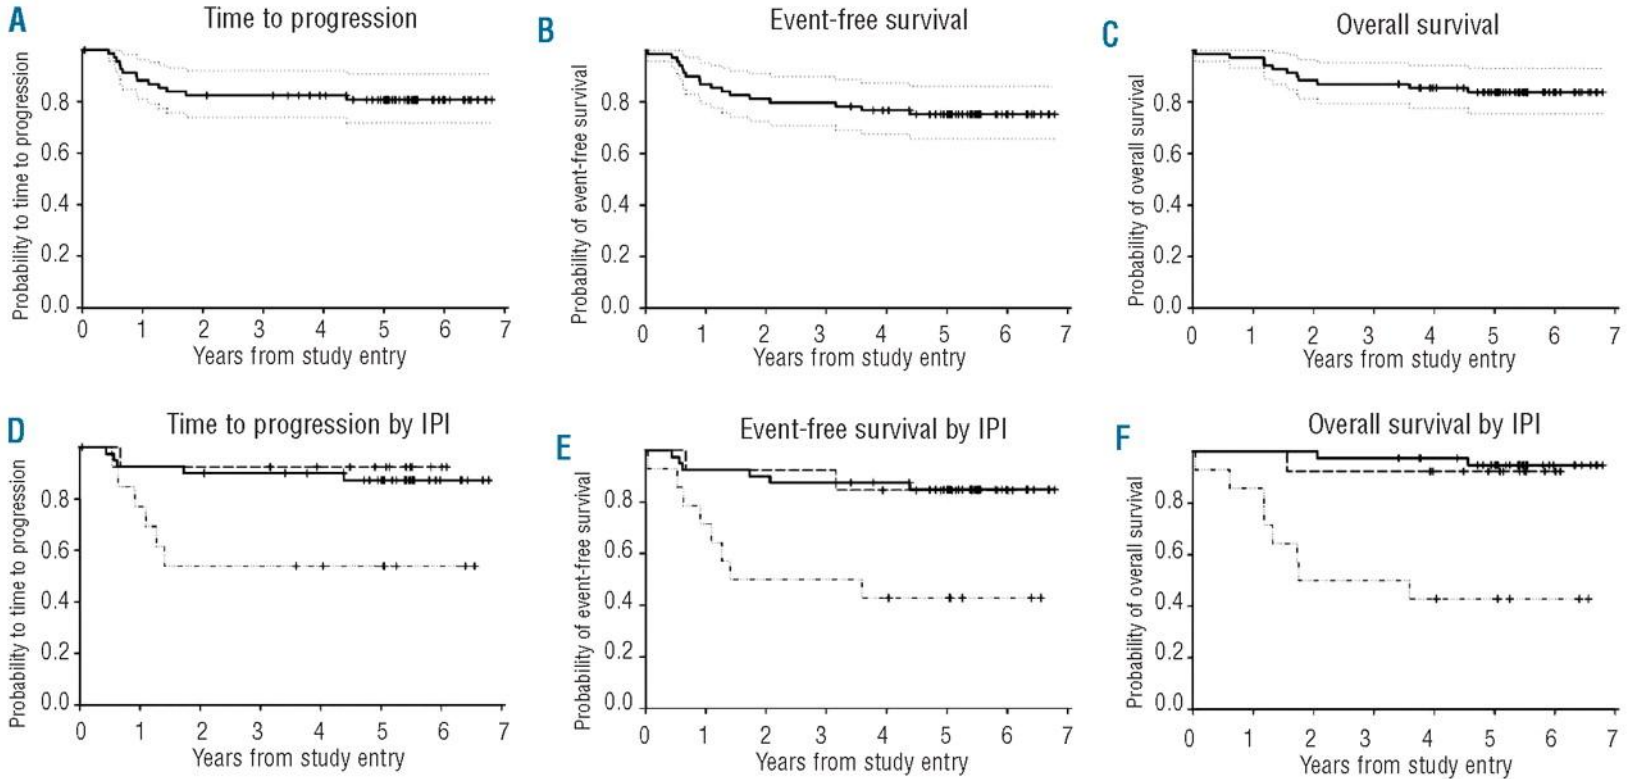 A
Time to progression
Probability to time to progression
0.8
0.6
0.4
0.2
0.0
0 1 2 3 4 5 6 7
Years from study entry
B
Event-free survival
Probability of event-free survival
0.8
0.6
0.4
0.2
0.0
0 1 2 3 4 5 6 7
Years from study entry
C
Overall survival
Probability of overall survival
0.8
0.6
0.4
0.2
0.0
0 1 2 3 4 5 6 7
Years from study entry
D
Time to progression by IPI
Probability to time to progression
0.8
0.6
0.4
0.2
0.0
0 1 2 3 4 5 6 7
Years from study entry
E
Event-free survival by IPI
Probability of event-free survival
0.8
0.6
0.4
0.2
0.0
0 1 2 3 4 5 6 7
Years from study entry
F
Overall survival by IPI
Probability of overall survival
0.8
0.6
0.4
0.2
0.0
0 1 2 3 4 5 6 7
Years from study entry